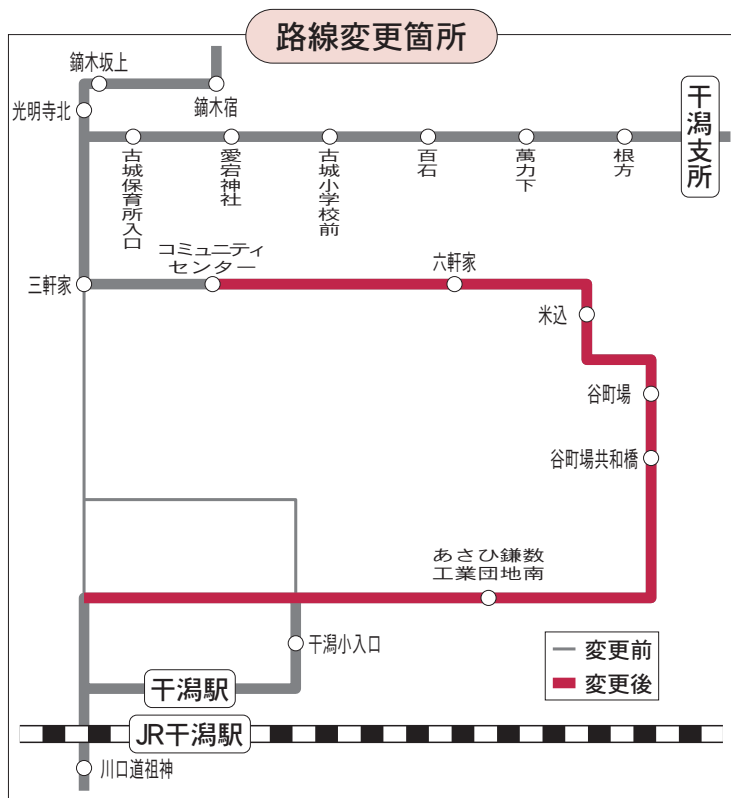 路線変更箇所
鏑木坂上
光明寺北
鏑木宿
干潟支所
古城保育所入口
愛宕神社
古城小学校前
百石
萬力下
根方
コミュニティ
センター
三軒家
六軒家
米込
谷町場
谷町場共和橋
あさひ鎌数
工業団地南
干潟小入口
変更前
変更後
干潟駅
JR干潟駅
川口道祖神